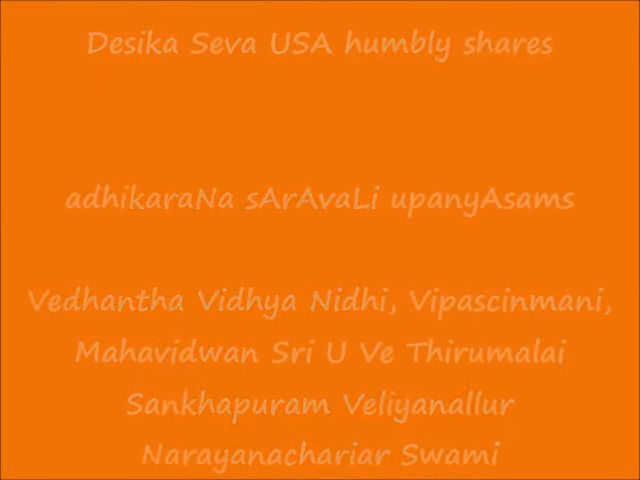 Desika Seva USA humbly shares
adhikaraNa sArAvaLi upanyAsams
Vedhantha Vidhya Nidhi, Vipascinmani,
Mahavidwan Sri U Ve Thirumalai
Sankhapuram Veliyanallur
Narayanachariar Swami